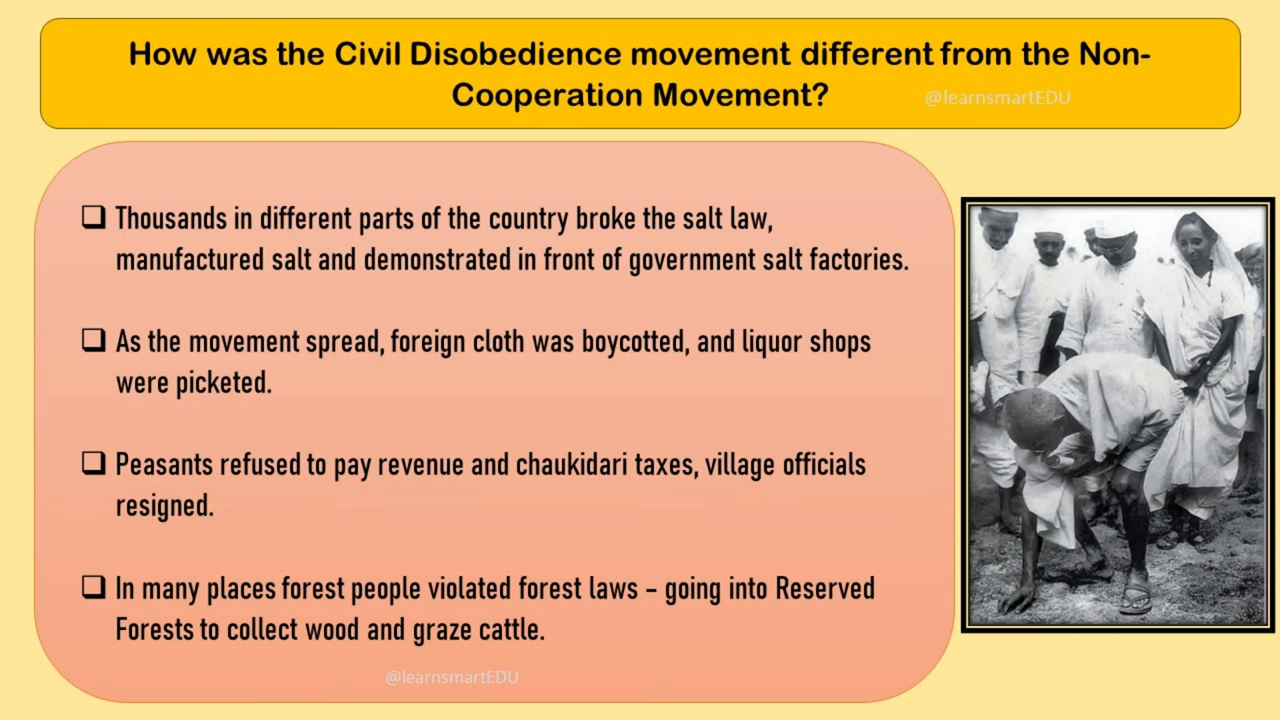 How was the Civil Disobedience movement different from the Non-
Cooperation Movement?
@learnsmartEDU
❑ Thousands in different parts of the country broke the salt law,
manufactured salt and demonstrated in front of government salt factories.
❑ As the movement spread, foreign cloth was boycotted, and liquor shops
were picketed.
❑ Peasants refused to pay revenue and chaukidari taxes, village officials
resigned.
❑ In many places forest people violated forest laws – going into Reserved
Forests to collect wood and graze cattle.
@learnsmartEDU